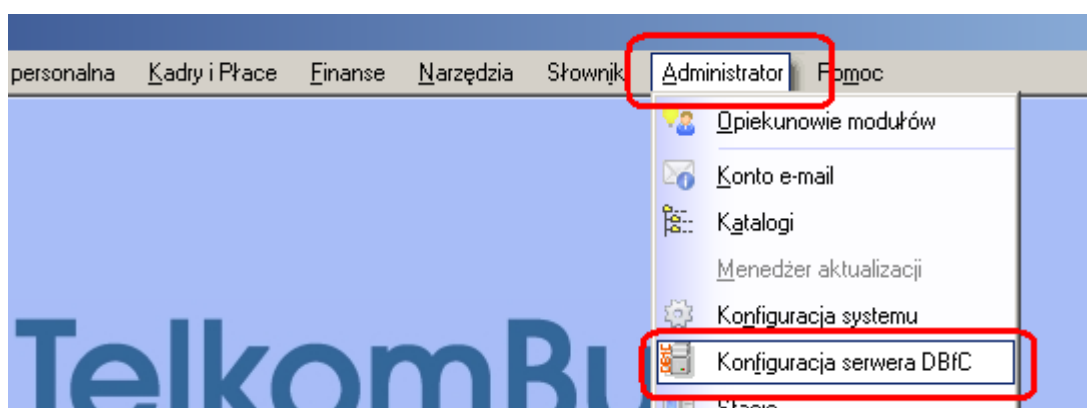 personalna Kadry i Płace Finanse Narzędzia Słownik Administrator Pomoc
Opiekunowie modułów
Konto e-mail
Katalogi
Menedżer aktualizacji
Konfiguracja systemu
Konfiguracja serwera DBfC
TelkomBu